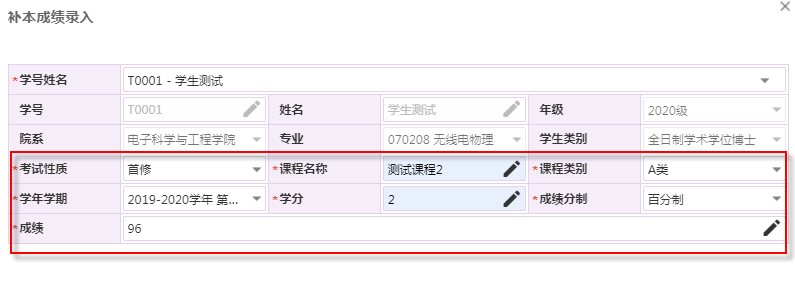 补本成绩录入
*学号姓名 T0001 - 学生测试
学号 T0001 姓名 学生测试 年级 2020级
院系 电子科学与工程学院 专业 070208 无线电物理 学生类别 全日制学术学位博士
*考试性质 首修 *课程名称 测试课程2 *课程类别 A类
*学年学期 2019-2020学年 第... *学分 2 *成绩分制 百分制
*成绩 96